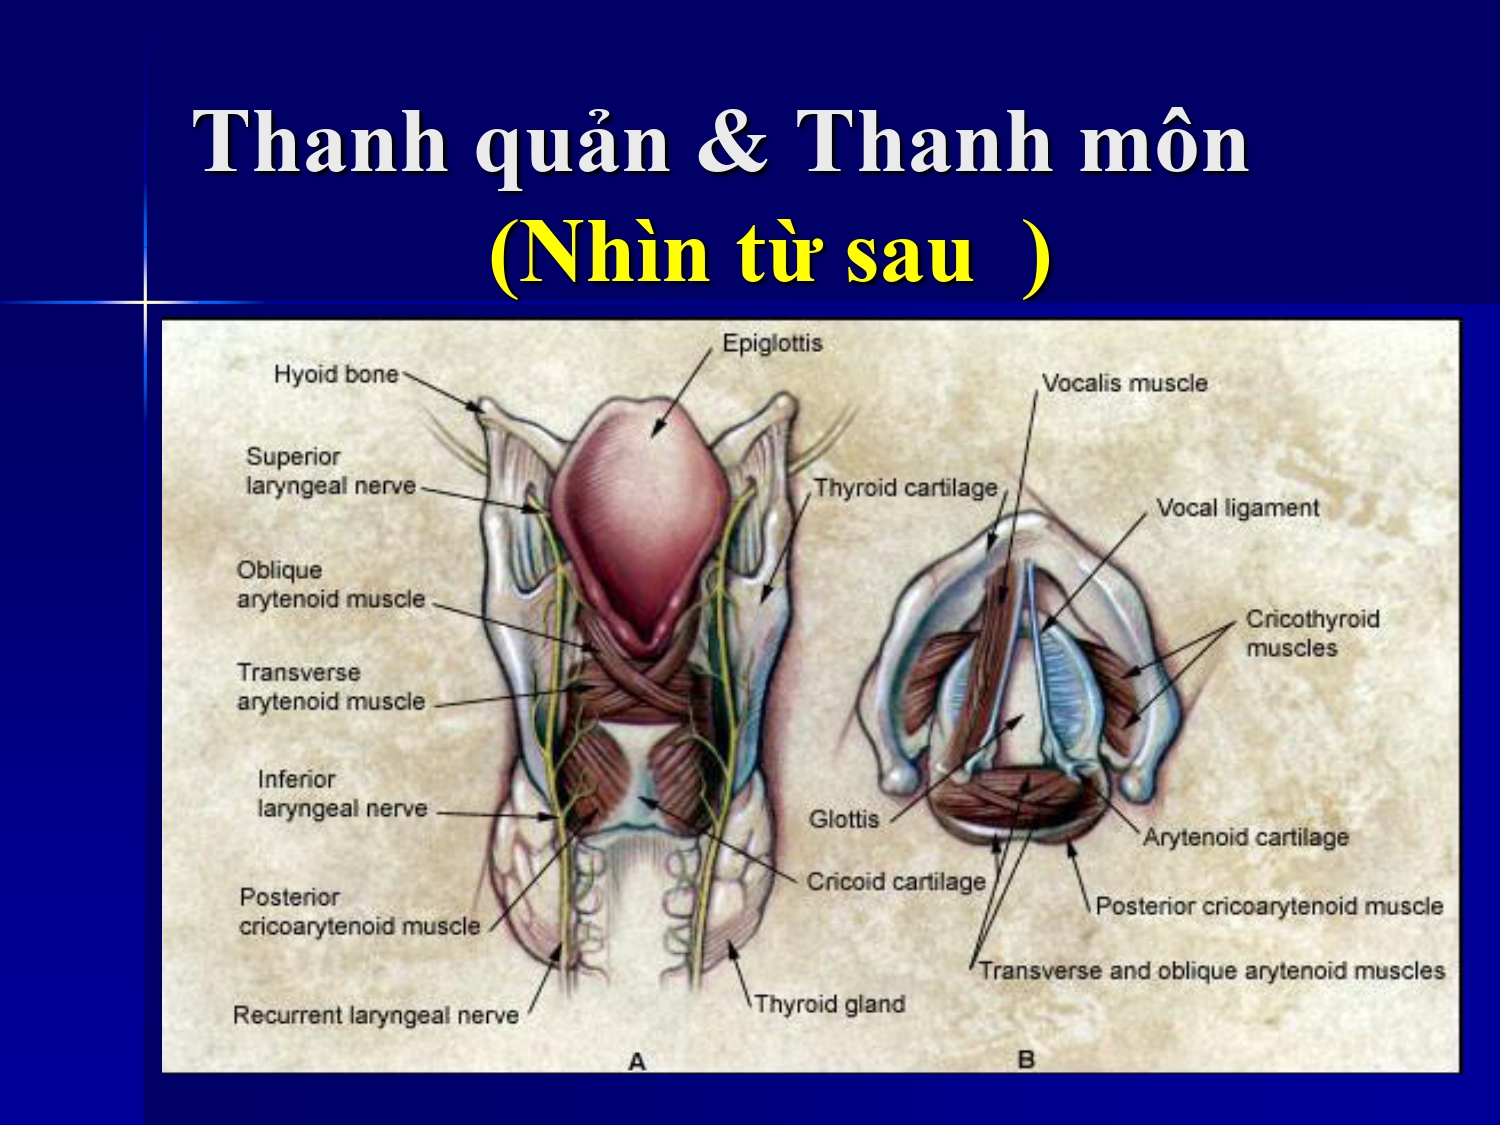 Thanh quản & Thanh môn
(Nhìn từ sau )
Epiglottis
Hyoid bone
Vocalis muscle
Superior
laryngeal nerve
Thyroid cartilage
Vocal ligament
Oblique
arytenoid muscle
Cricothyroid
muscles
Transverse
arytenoid muscle
Inferior
laryngeal nerve
Glottis
Arytenoid cartilage
Cricoid cartilage
Posterior
cricoarytenoid muscle
Posterior cricoarytenoid muscle
Transverse and oblique arytenoid muscles
Thyroid gland
Recurrent laryngeal nerve
A
B